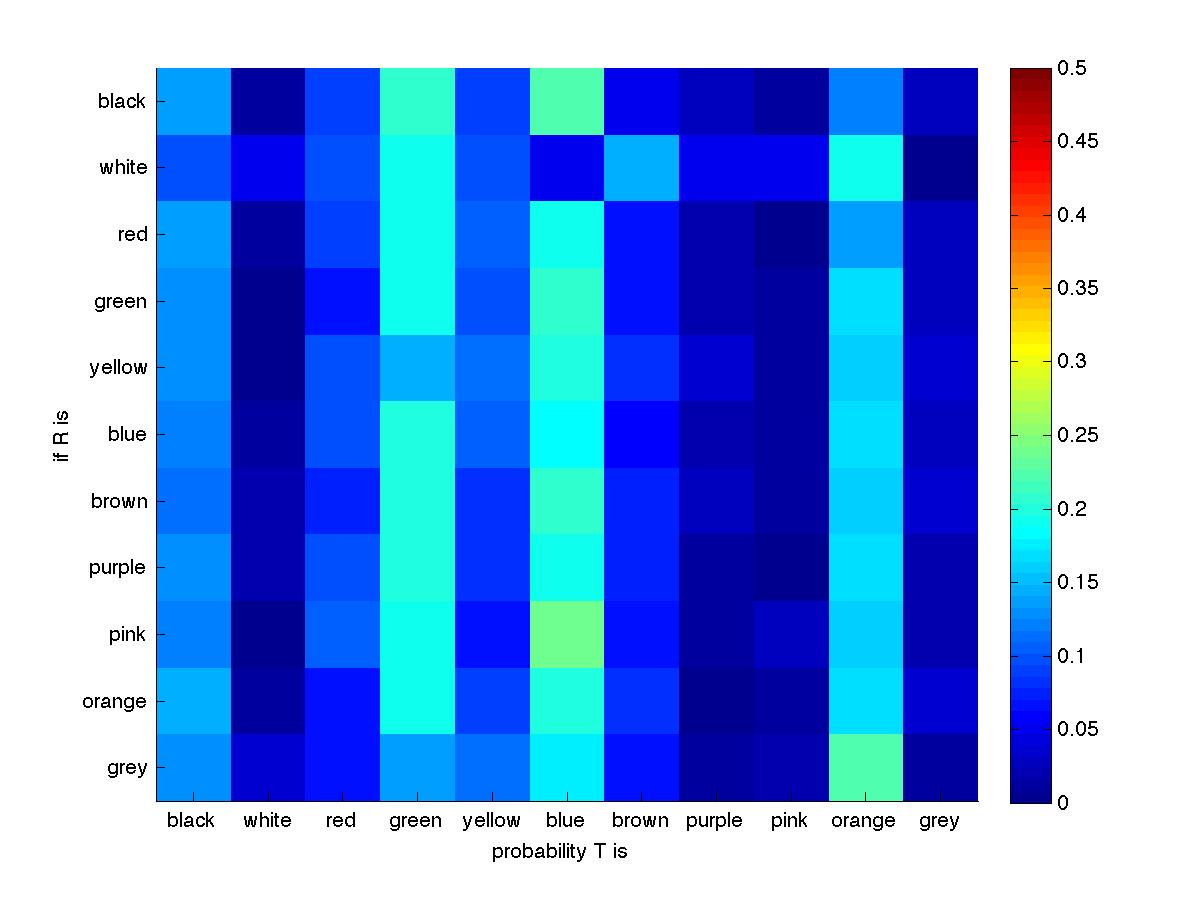 black
white
red
green
yellow
blue
brown
purple
pink
orange
grey
if R is
black white red green yellow blue brown purple pink orange grey
probability T is
0.5
0.45
0.4
0.35
0.3
0.25
0.2
0.15
0.1
0.05
0